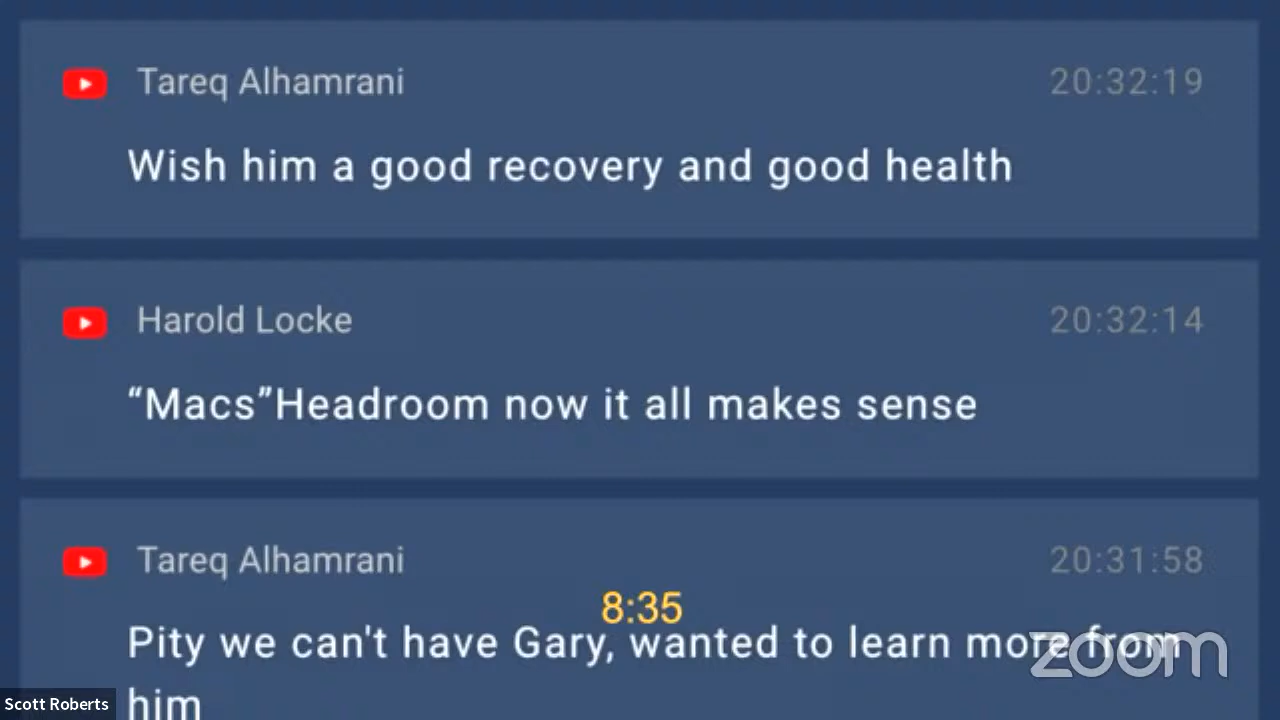 Tareq Alhamrani 20:32:19
Wish him a good recovery and good health
Harold Locke 20:32:14
“Macs”Headroom now it all makes sense
Tareq Alhamrani 20:31:58
8:35
Pity we can't have Gary, wanted to learn more from
zoom
him
Scott Roberts